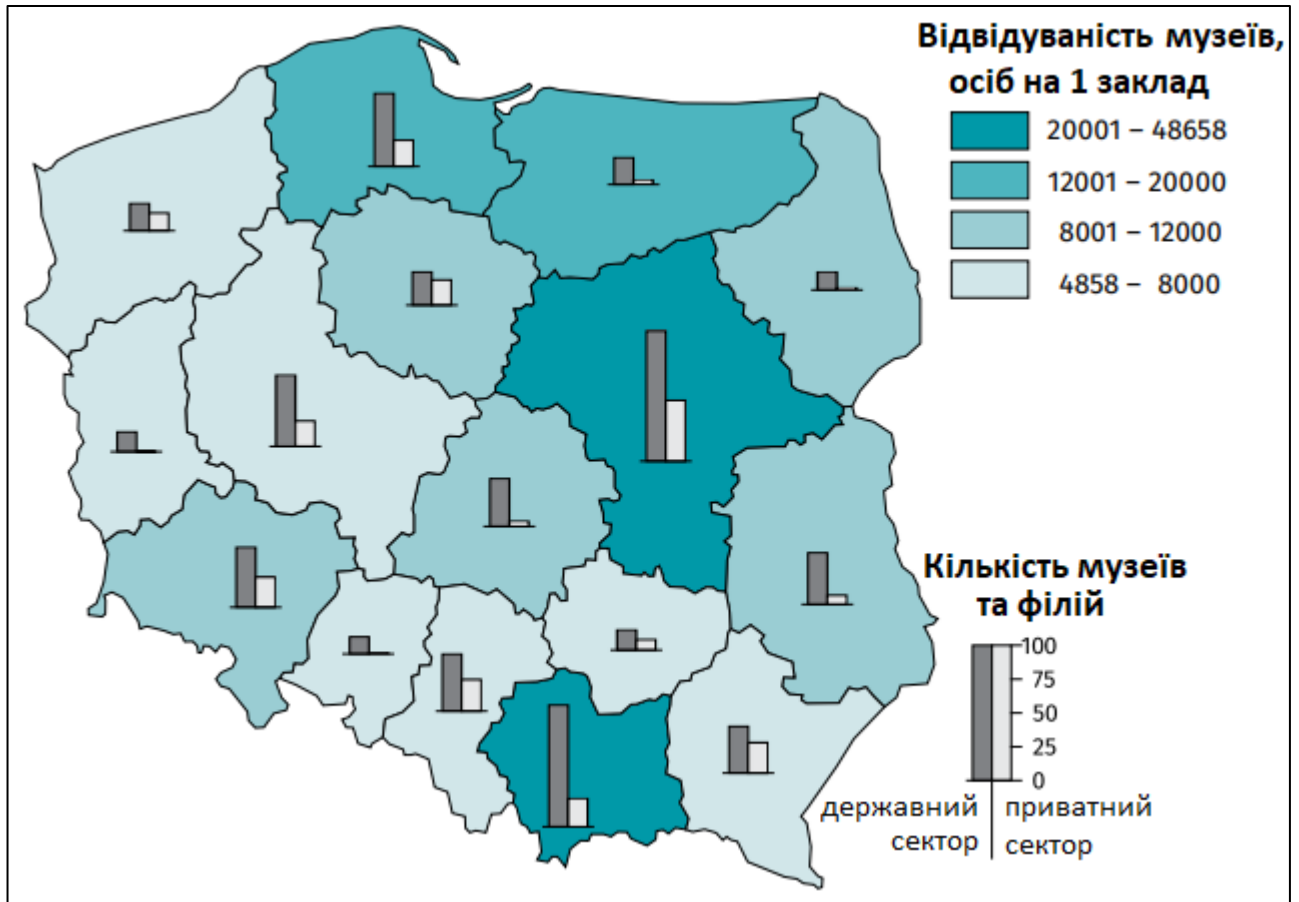 Відвідуваність музеїв,
осіб на 1 заклад
20001 – 48658
12001 – 20000
8001 – 12000
4858 – 8000
Кількість музеїв
та філій
100
75
50
25
0
державний приватний
сектор сектор